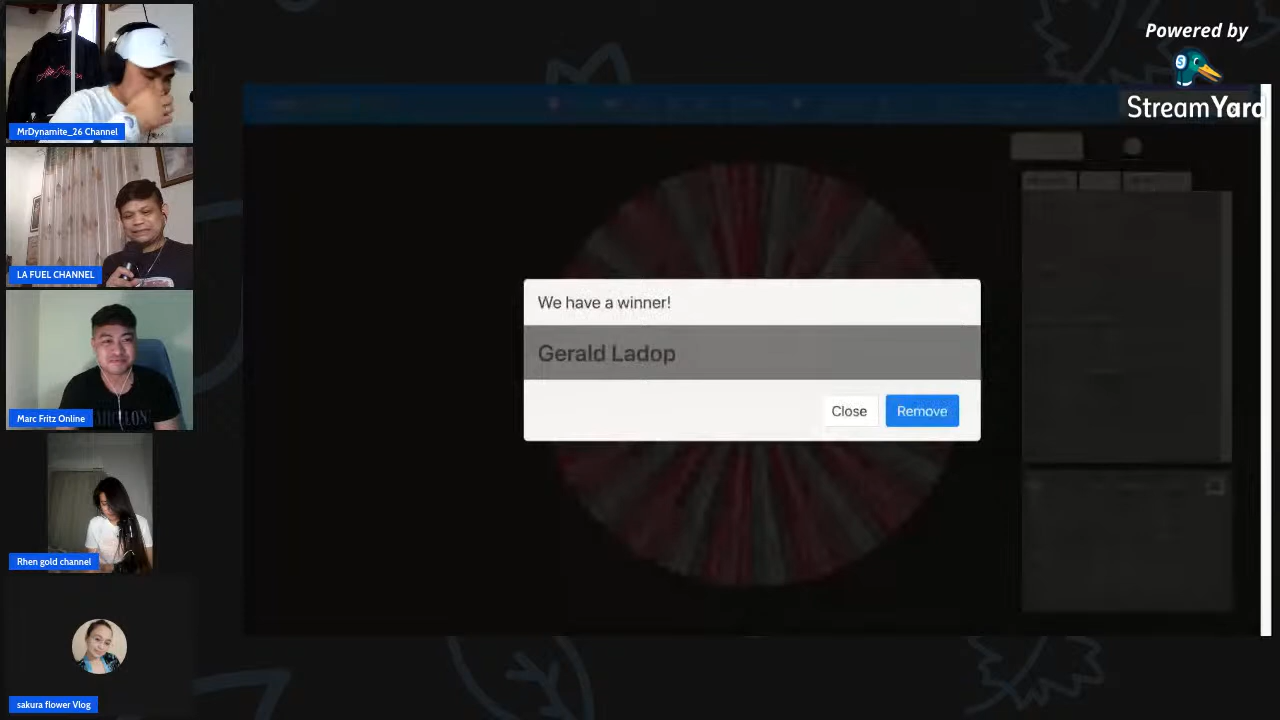 Powered by
StreamYard
MrDynamite_26 Channel
LA FUEL CHANNEL
Marc Fritz Online
Rhen gold channel
sakura flower Vlog
We have a winner!
Gerald Ladop
Close
Remove